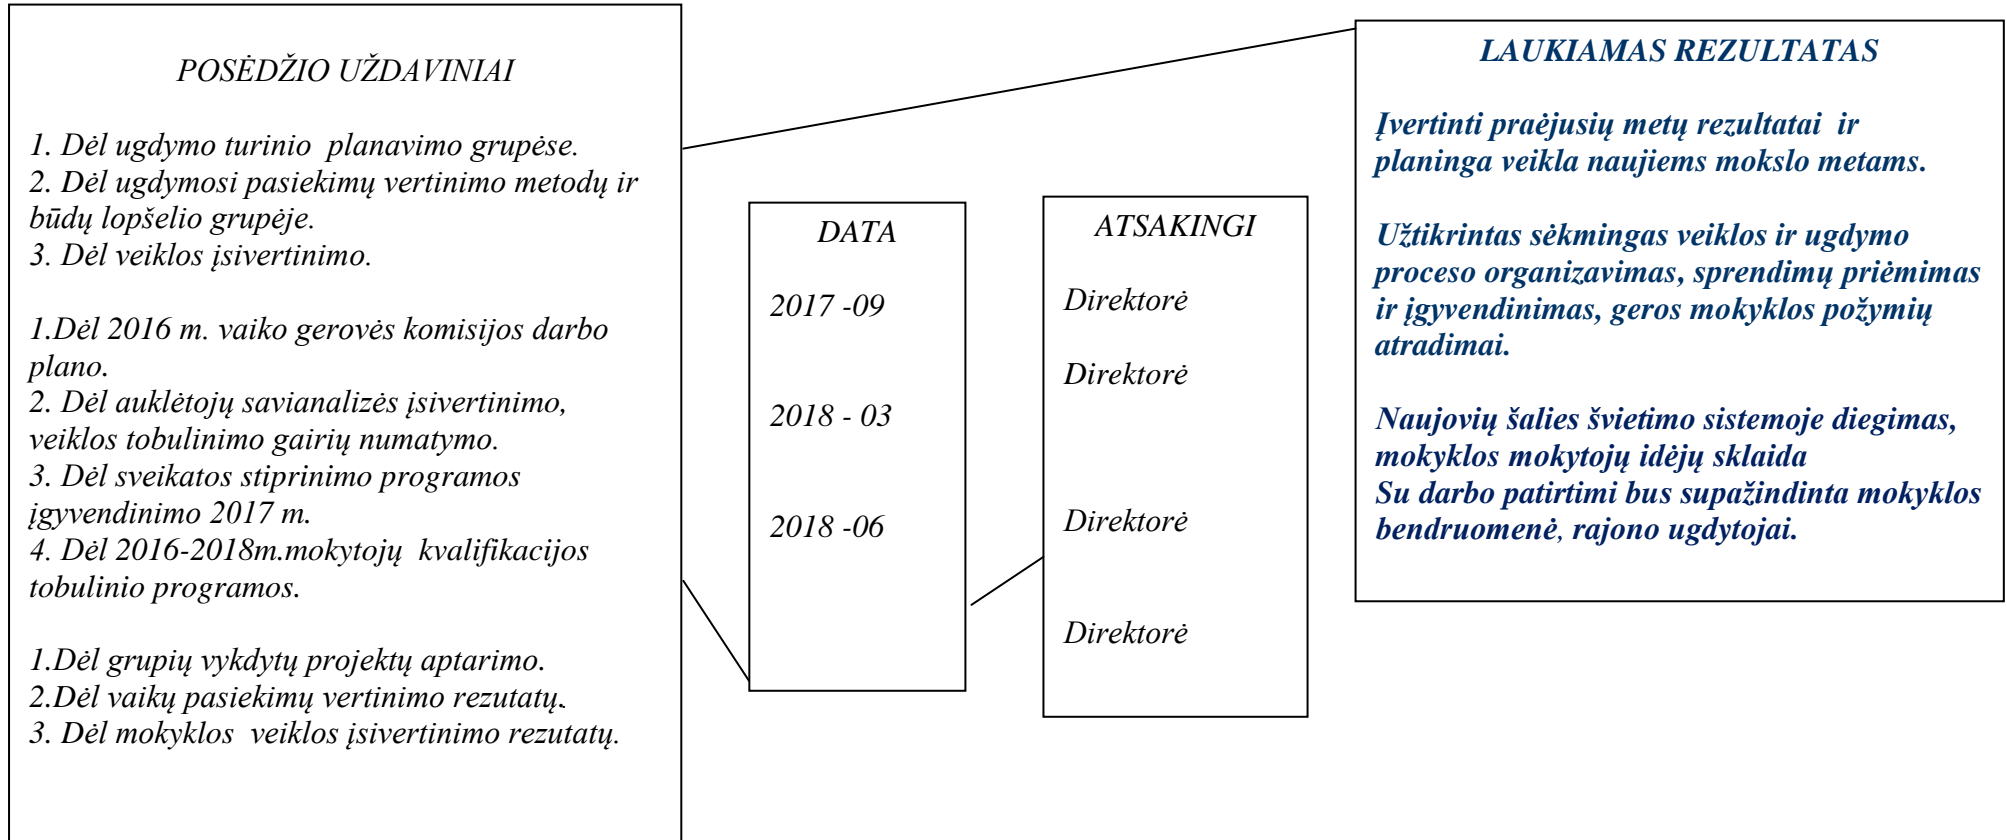 POSĖDŽIO UŽDAVINIAI
1. Dėl ugdymo turinio  planavimo grupėse.
2. Dėl ugdymosi pasiekimų vertinimo metodų ir
būdų lopšelio grupėje.
3. Dėl veiklos įsivertinimo.
1.Dėl 2016 m. vaiko gerovės komisijos darbo
plano.
2. Dėl auklėtojų savianalizės įsivertinimo,
veiklos tobulinimo gairių numatymo.
3. Dėl sveikatos stiprinimo programos
įgyvendinimo 2017 m.
4. Dėl 2016-2018m.mokytojų  kvalifikacijos
tobulinio programos.
1.Dėl grupių vykdytų projektų aptarimo.
2.Dėl vaikų pasiekimų vertinimo rezutatų.
3. Dėl mokyklos  veiklos įsivertinimo rezutatų.
DATA
2017 -09
2018 - 03
2018 -06
ATSAKINGI
Direktorė
Direktorė
Direktorė
Direktorė
LAUKIAMAS REZULTATAS
Įvertinti praėjusių metų rezultatai  ir
planinga veikla naujiems mokslo metams.
Užtikrintas sėkmingas veiklos ir ugdymo
proceso organizavimas, sprendimų priėmimas
ir įgyvendinimas, geros mokyklos požymių
atradimai.
Naujovių šalies švietimo sistemoje diegimas,
mokyklos mokytojų idėjų sklaida
Su darbo patirtimi bus supažindinta mokyklos
bendruomenė, rajono ugdytojai.